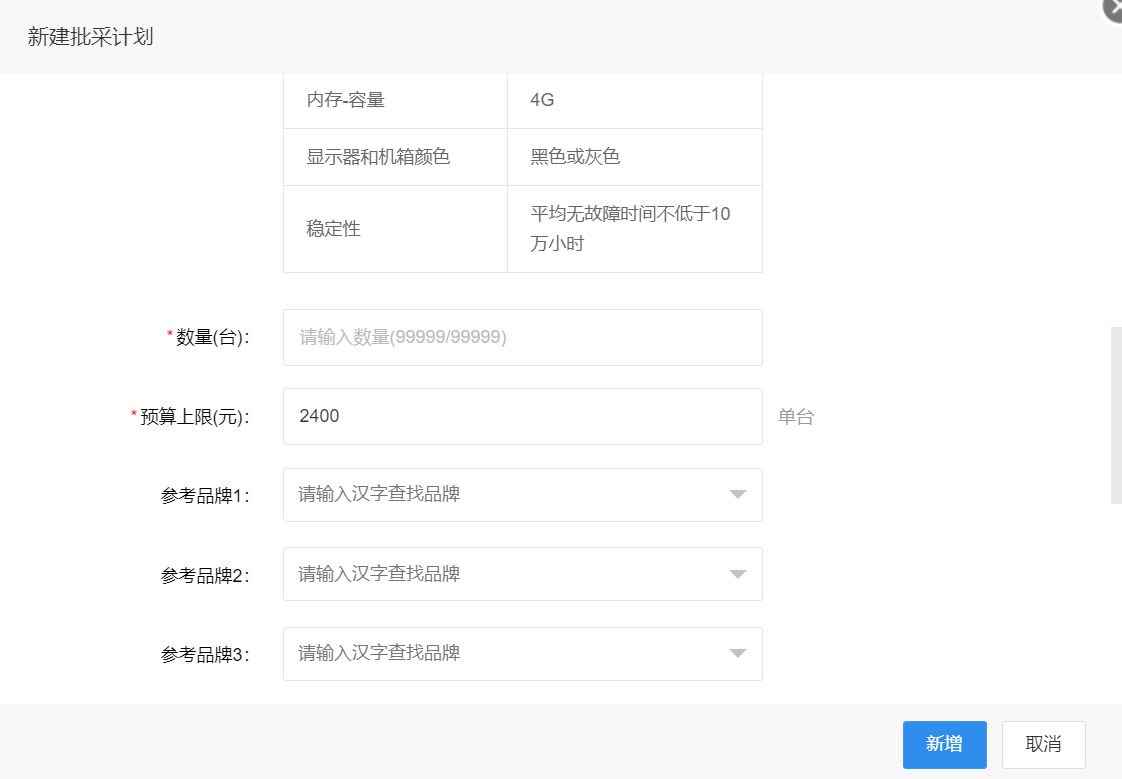 新建批采计划
内存-容量
4G
显示器和机箱颜色
黑色或灰色
稳定性
平均无故障时间不低于10
万小时
*数量(台)：
请输入数量(99999/99999)
*预算上限(元)：
2400
单台
参考品牌1：
请输入汉字查找品牌
参考品牌2：
请输入汉字查找品牌
参考品牌3：
请输入汉字查找品牌
新增
取消